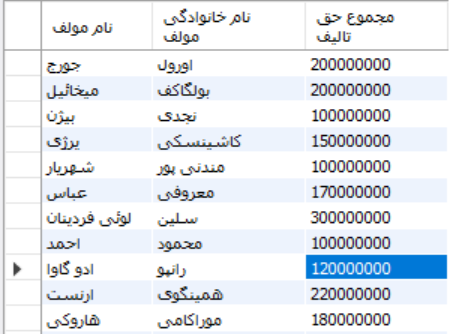 نام مولف نام خانوادگی مولف مجموع حق تالیف
جورج اورول 200000000
میخائیل بولگاکف 200000000
بیژن نجدی 100000000
یرژی کاشینسکی 150000000
شهریار مندنی پور 100000000
عباس معروفی 170000000
لوئی فردینان سلین 300000000
احمد محمود 100000000
ادو گاوا رانپو 120000000
ارنست همینگوی 220000000
هاروکی موراکامی 180000000